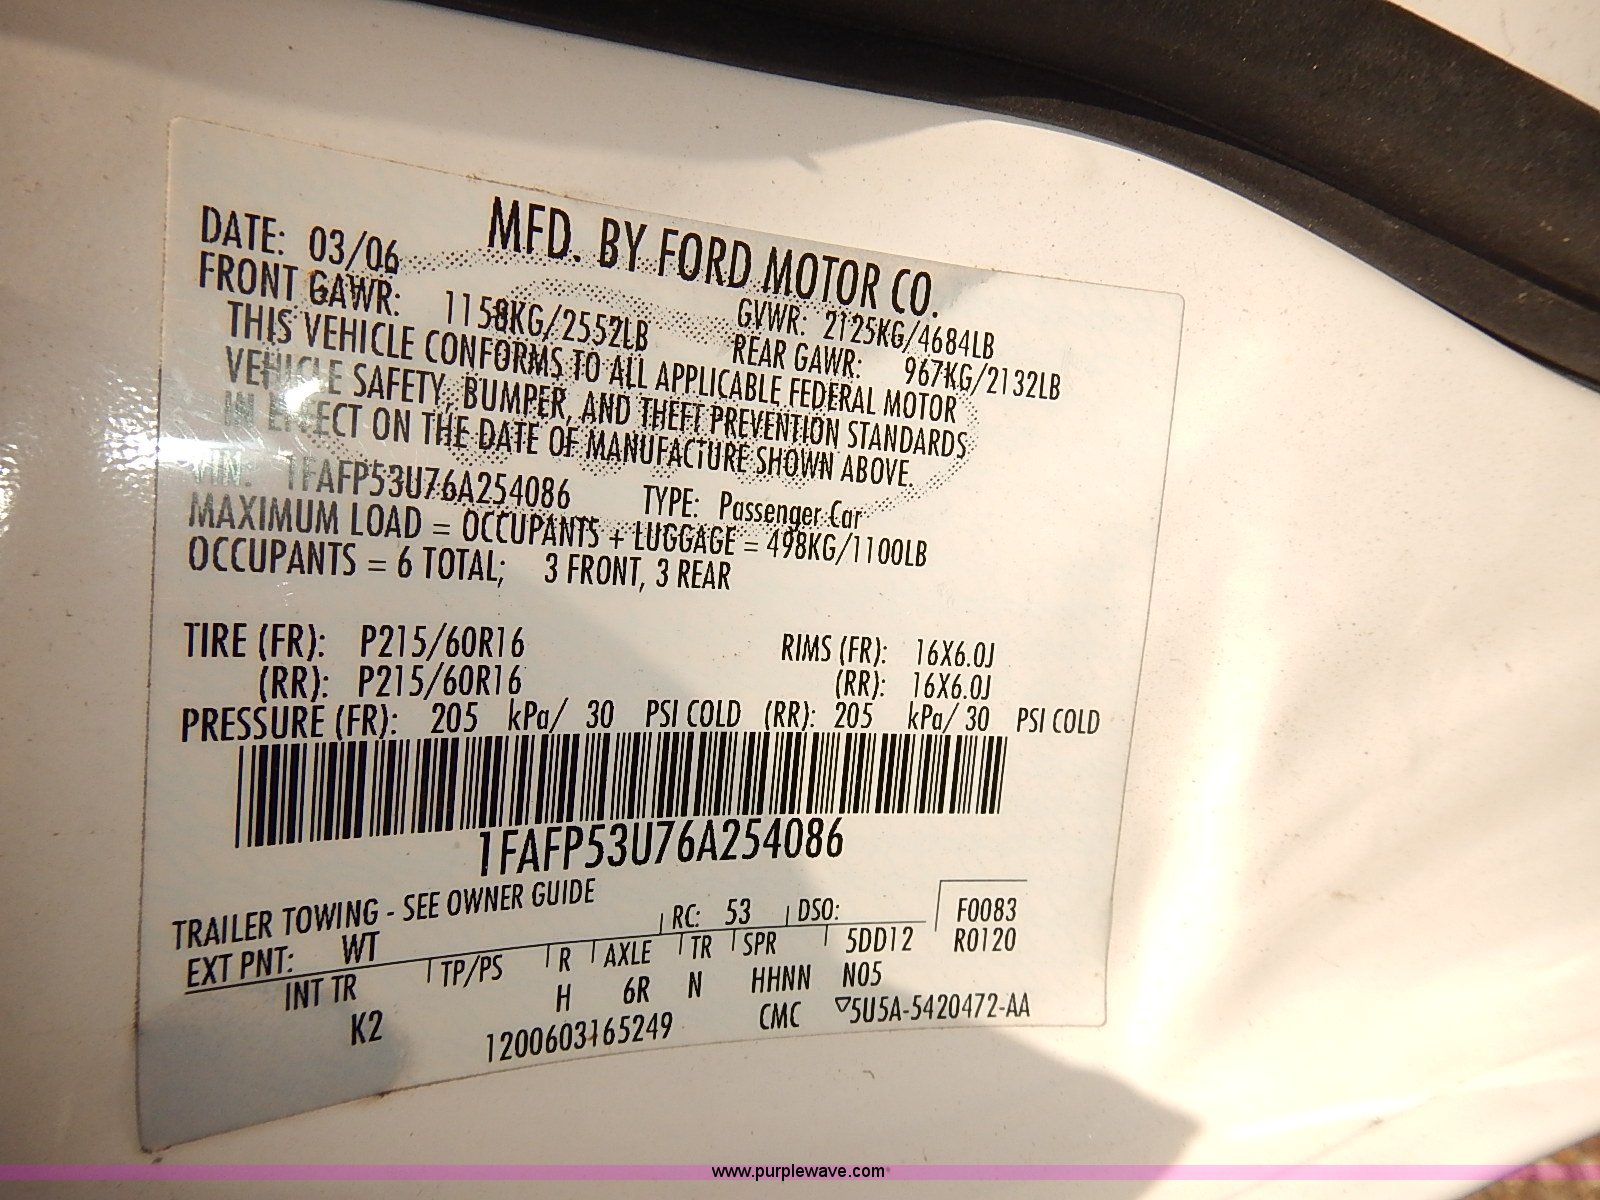 MFD. BY FORD MOTOR CO.
DATE: 03/06 GVWR: 2125KG/4684LB
FRONT GAWR: 1158KG/2552LB REAR GAWR: 967KG/2132LB
THIS VEHICLE CONFORMS TO ALL APPLICABLE FEDERAL MOTOR
VEHICLE SAFETY, BUMPER, AND THEFT PREVENTION STANDARDS
IN EFFECT ON THE DATE OF MANUFACTURE SHOWN ABOVE.
VIN: 1FAFP53U76A254086 TYPE: Passenger Car
MAXIMUM LOAD = OCCUPANTS + LUGGAGE = 498KG/1100LB
OCCUPANTS = 6 TOTAL; 3 FRONT, 3 REAR
TIRE (FR): P215/60R16 RIMS (FR): 16X6.0J
(RR): P215/60R16 (RR): 16X6.0J
PRESSURE (FR): 205 kPa/ 30 PSI COLD (RR): 205 kPa/ 30 PSI COLD
1FAFP53U76A254086
TRAILER TOWING - SEE OWNER GUIDE
EXT PNT: WT RC: 53 DSO: F0083
INT TR TP/PS R AXLE TR SPR 5DD12 R0120
K2 H 6R N HHNN N05
1200603165249 CMC ▽5U5A-5420472-AA
www.purplewave.com